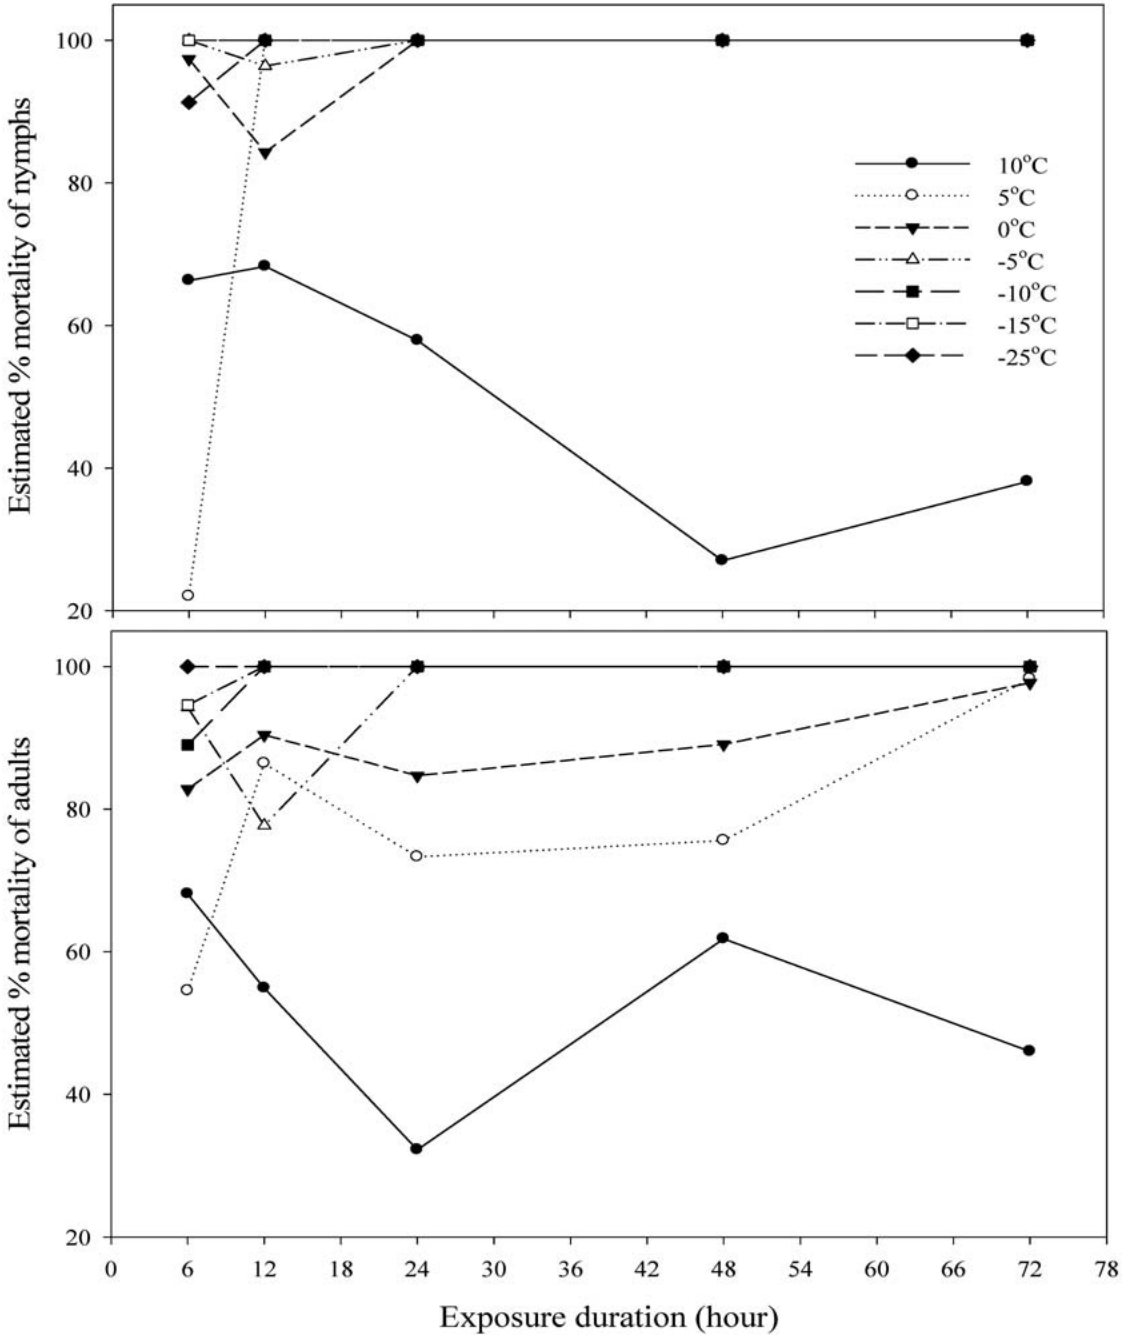 Estimated % mortality of nymphs
100
80
60
40
20
10°C
5°C
0°C
-5°C
-10°C
-15°C
-25°C
Estimated % mortality of adults
100
80
60
40
20
0 6 12 18 24 30 36 42 48 54 60 66 72 78
Exposure duration (hour)